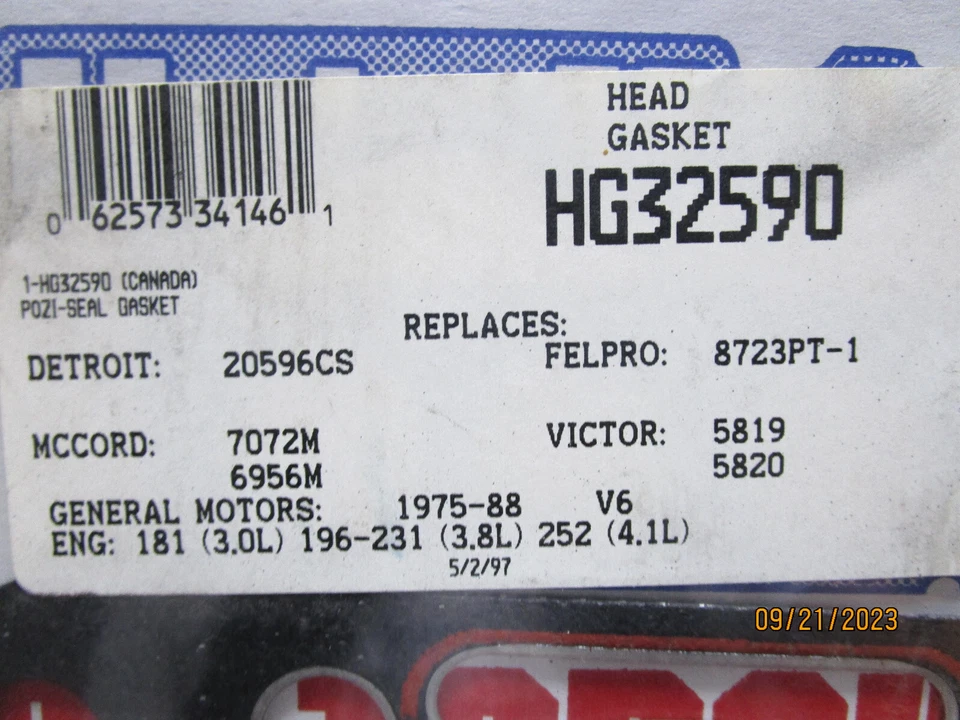 HEAD
GASKET
HG32590
0 62573 34146 1
1-HG32590 (CANADA)
POZI-SEAL GASKET
REPLACES:
DETROIT: 20596CS FELPRO: 8723PT-1
MCCORD: 7072M VICTOR: 5819
6956M 5820
GENERAL MOTORS: 1975-88 V6
ENG: 181 (3.0L) 196-231 (3.8L) 252 (4.1L)
5/2/97
09/21/2023